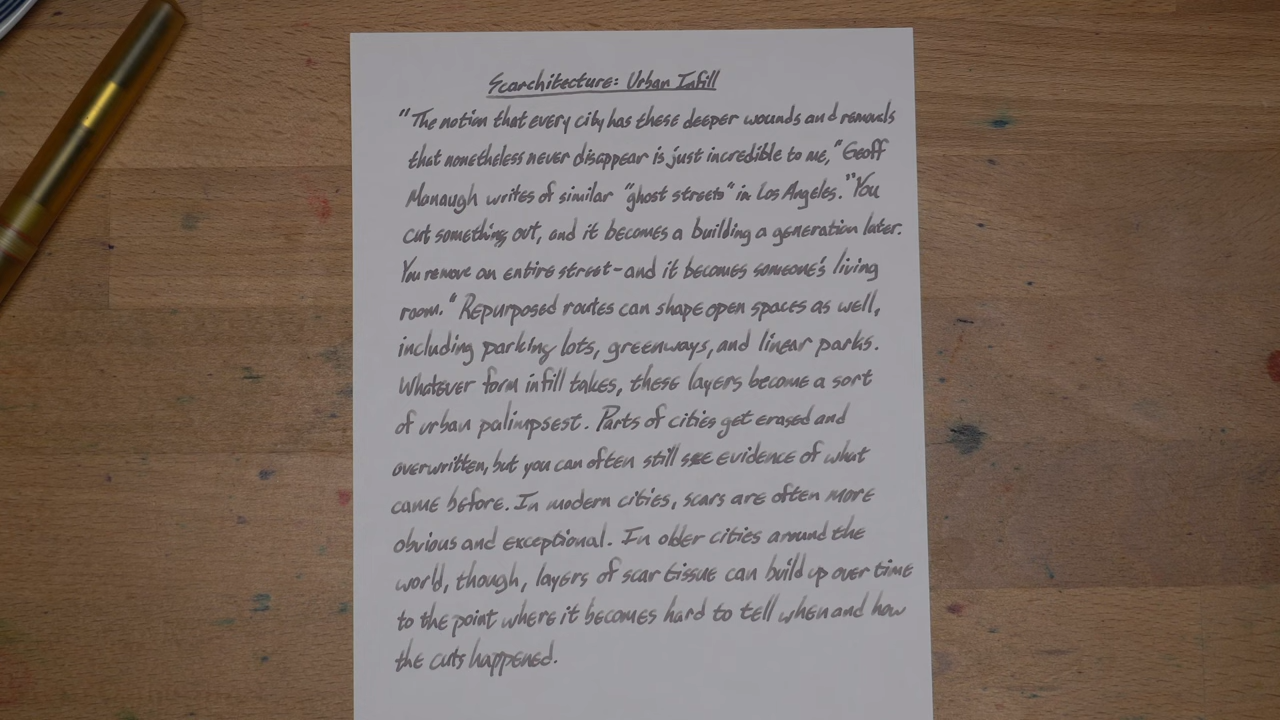 Scarchitecture: Urban Infill
"The notion that every city has these deeper wounds and removals
that nonetheless never disappear is just incredible to me," Geoff
Manaugh writes of similar "ghost streets" in Los Angeles. "You
cut something out, and it becomes a building a generation later.
You remove an entire street-and it becomes someone's living
room." Repurposed routes can shape open spaces as well,
including parking lots, greenways, and linear parks.
Whatever form infill takes, these layers become a sort
of urban palimpsest. Parts of cities get erased and
overwritten, but you can often still see evidence of what
came before. In modern cities, scars are often more
obvious and exceptional. In older cities around the
world, though, layers of scar tissue can build up over time
to the point where it becomes hard to tell when and how
the cuts happened.